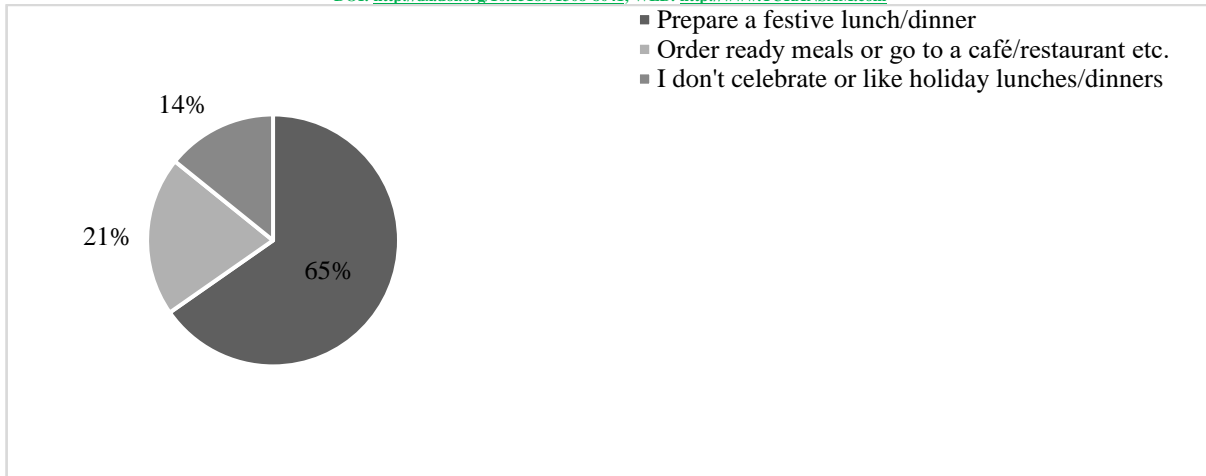 Prepare a festive lunch/dinner
Order ready meals or go to a café/restaurant etc.
I don't celebrate or like holiday lunches/dinners
14%
21%
65%